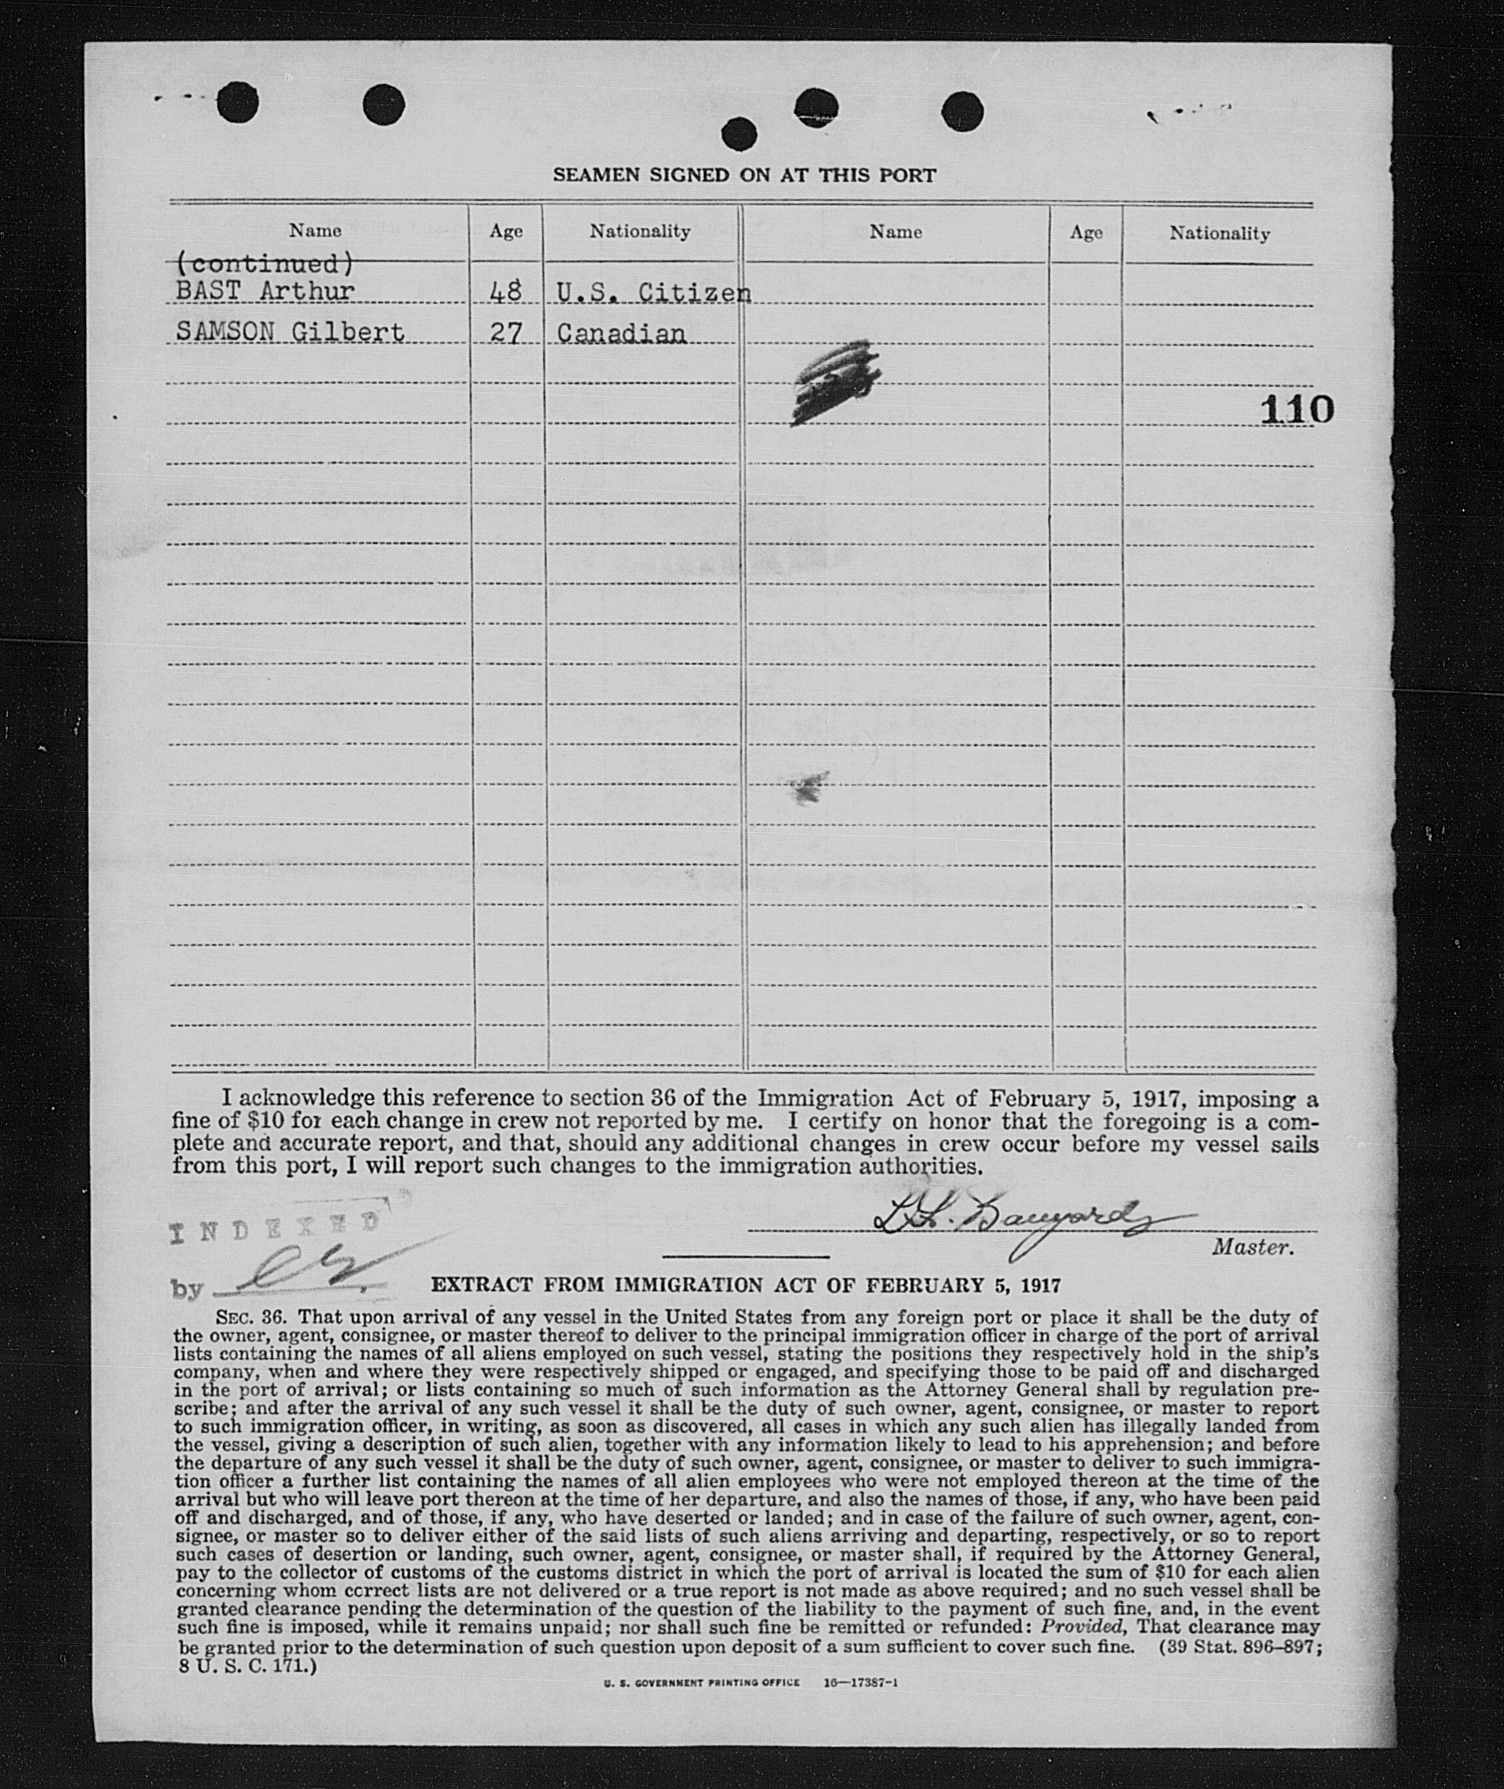 SEAMEN SIGNED ON AT THIS PORT
Name Age Nationality Name Age Nationality
(continued)
BAST Arthur 48 U.S. Citizen
SAMSON Gilbert 27 Canadian
110
I acknowledge this reference to section 36 of the Immigration Act of February 5, 1917, imposing a
fine of $10 for each change in crew not reported by me. I certify on honor that the foregoing is a com-
plete and accurate report, and that, should any additional changes in crew occur before my vessel sails
from this port, I will report such changes to the immigration authorities.
INDEXED
Master.
by
EXTRACT FROM IMMIGRATION ACT OF FEBRUARY 5, 1917
SEC. 36. That upon arrival of any vessel in the United States from any foreign port or place it shall be the duty of
the owner, agent, consignee, or master thereof to deliver to the principal immigration officer in charge of the port of arrival
lists containing the names of all aliens employed on such vessel, stating the positions they respectively hold in the ship's
company, when and where they were respectively shipped or engaged, and specifying those to be paid off and discharged
in the port of arrival; or lists containing so much of such information as the Attorney General shall by regulation pre-
scribe; and after the arrival of any such vessel it shall be the duty of such owner, agent, consignee, or master to report
to such immigration officer, in writing, as soon as discovered, all cases in which any such alien has illegally landed from
the vessel, giving a description of such alien, together with any information likely to lead to his apprehension; and before
the departure of any such vessel it shall be the duty of such owner, agent, consignee, or master to deliver to such immigra-
tion officer a further list containing the names of all alien employees who were not employed thereon at the time of the
arrival but who will leave port thereon at the time of her departure, and also the names of those, if any, who have been paid
off and discharged, and of those, if any, who have deserted or landed; and in case of the failure of such owner, agent, con-
signee, or master so to deliver either of the said lists of such aliens arriving and departing, respectively, or so to report
such cases of desertion or landing, such owner, agent, consignee, or master shall, if required by the Attorney General,
pay to the collector of customs of the customs district in which the port of arrival is located the sum of $10 for each alien
concerning whom correct lists are not delivered or a true report is not made as above required; and no such vessel shall be
granted clearance pending the determination of the question of the liability to the payment of such fine, and, in the event
such fine is imposed, while it remains unpaid; nor shall such fine be remitted or refunded: Provided, That clearance may
be granted prior to the determination of such question upon deposit of a sum sufficient to cover such fine. (39 Stat. 896–897;
8 U. S. C. 171.)
U. S. GOVERNMENT PRINTING OFFICE 16—17387-1